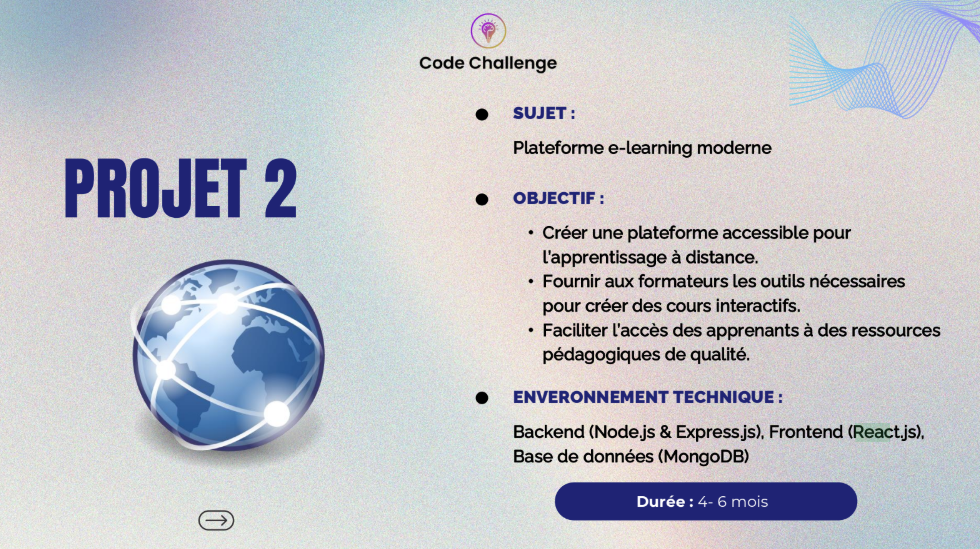 Code Challenge
PROJET 2
SUJET :
Plateforme e-learning moderne
OBJECTIF :
• Créer une plateforme accessible pour
l'apprentissage à distance.
• Fournir aux formateurs les outils nécessaires
pour créer des cours interactifs.
• Faciliter l'accès des apprenants à des ressources
pédagogiques de qualité.
ENVERONNEMENT TECHNIQUE :
Backend (Node.js & Express.js), Frontend (React.js),
Base de données (MongoDB)
Durée : 4- 6 mois